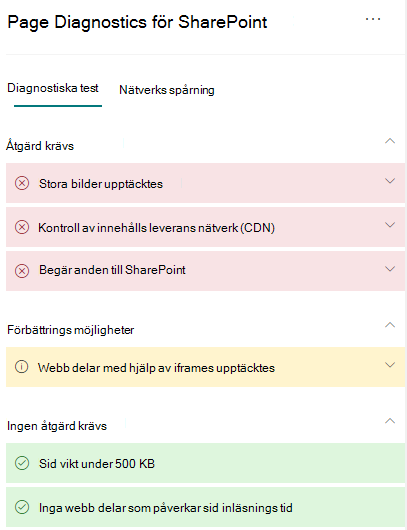 Page Diagnostics för SharePoint
Diagnostiska test
Nätverks spårning
Åtgärd krävs
Stora bilder upptäcktes
Kontroll av innehålls leverans nätverk (CDN)
Begär anden till SharePoint
Förbättrings möjligheter
Webb delar med hjälp av iframes upptäcktes
Ingen åtgärd krävs
Sid vikt under 500 KB
Inga webb delar som påverkar sid inläsnings tid